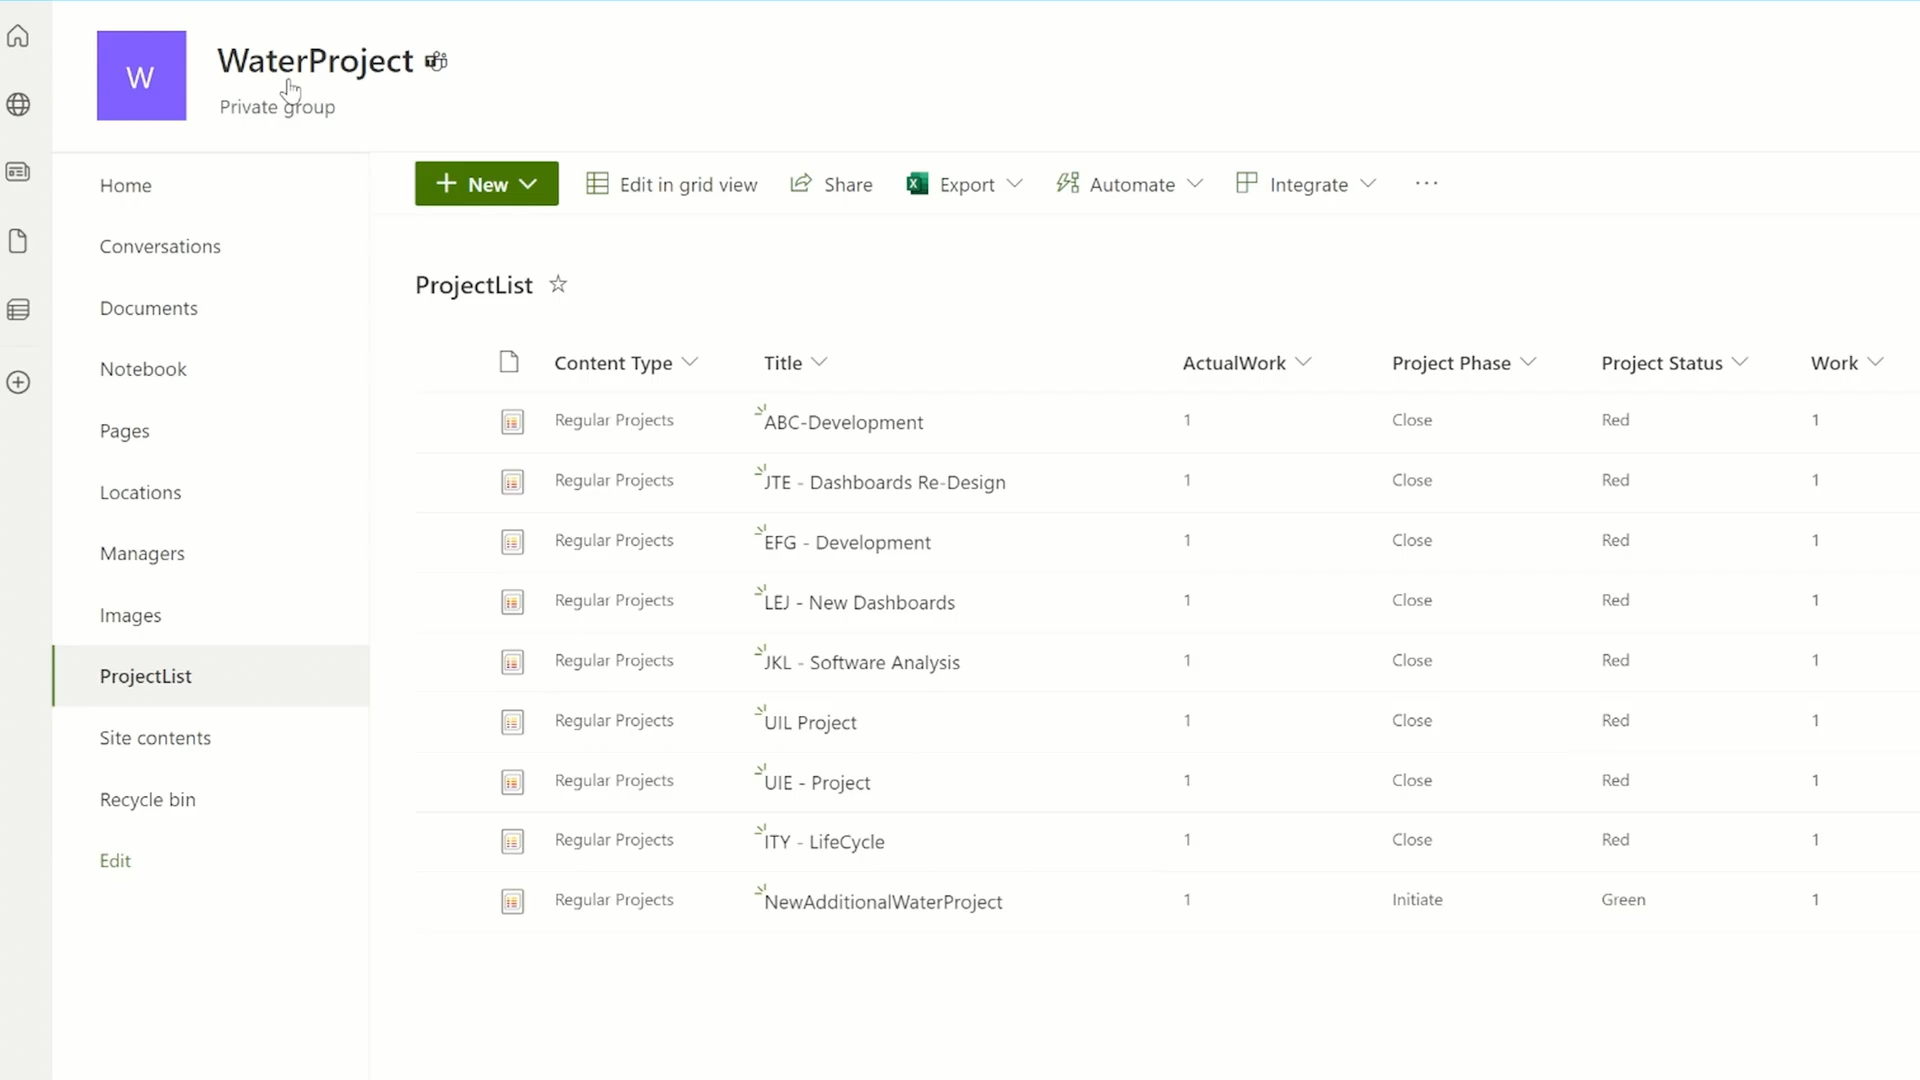 W
WaterProject
Private group
Home
Conversations
Documents
Notebook
Pages
Locations
Managers
Images
ProjectList
Site contents
Recycle bin
Edit
New Edit in grid view Share Export Automate Integrate ···
ProjectList
Content Type Title ActualWork Project Phase Project Status Work
Regular Projects ABC-Development 1 Close Red 1
Regular Projects JTE - Dashboards Re-Design 1 Close Red 1
Regular Projects EFG - Development 1 Close Red 1
Regular Projects LEJ - New Dashboards 1 Close Red 1
Regular Projects JKL - Software Analysis 1 Close Red 1
Regular Projects UIL Project 1 Close Red 1
Regular Projects UIE - Project 1 Close Red 1
Regular Projects ITY - LifeCycle 1 Close Red 1
Regular Projects NewAdditionalWaterProject 1 Initiate Green 1